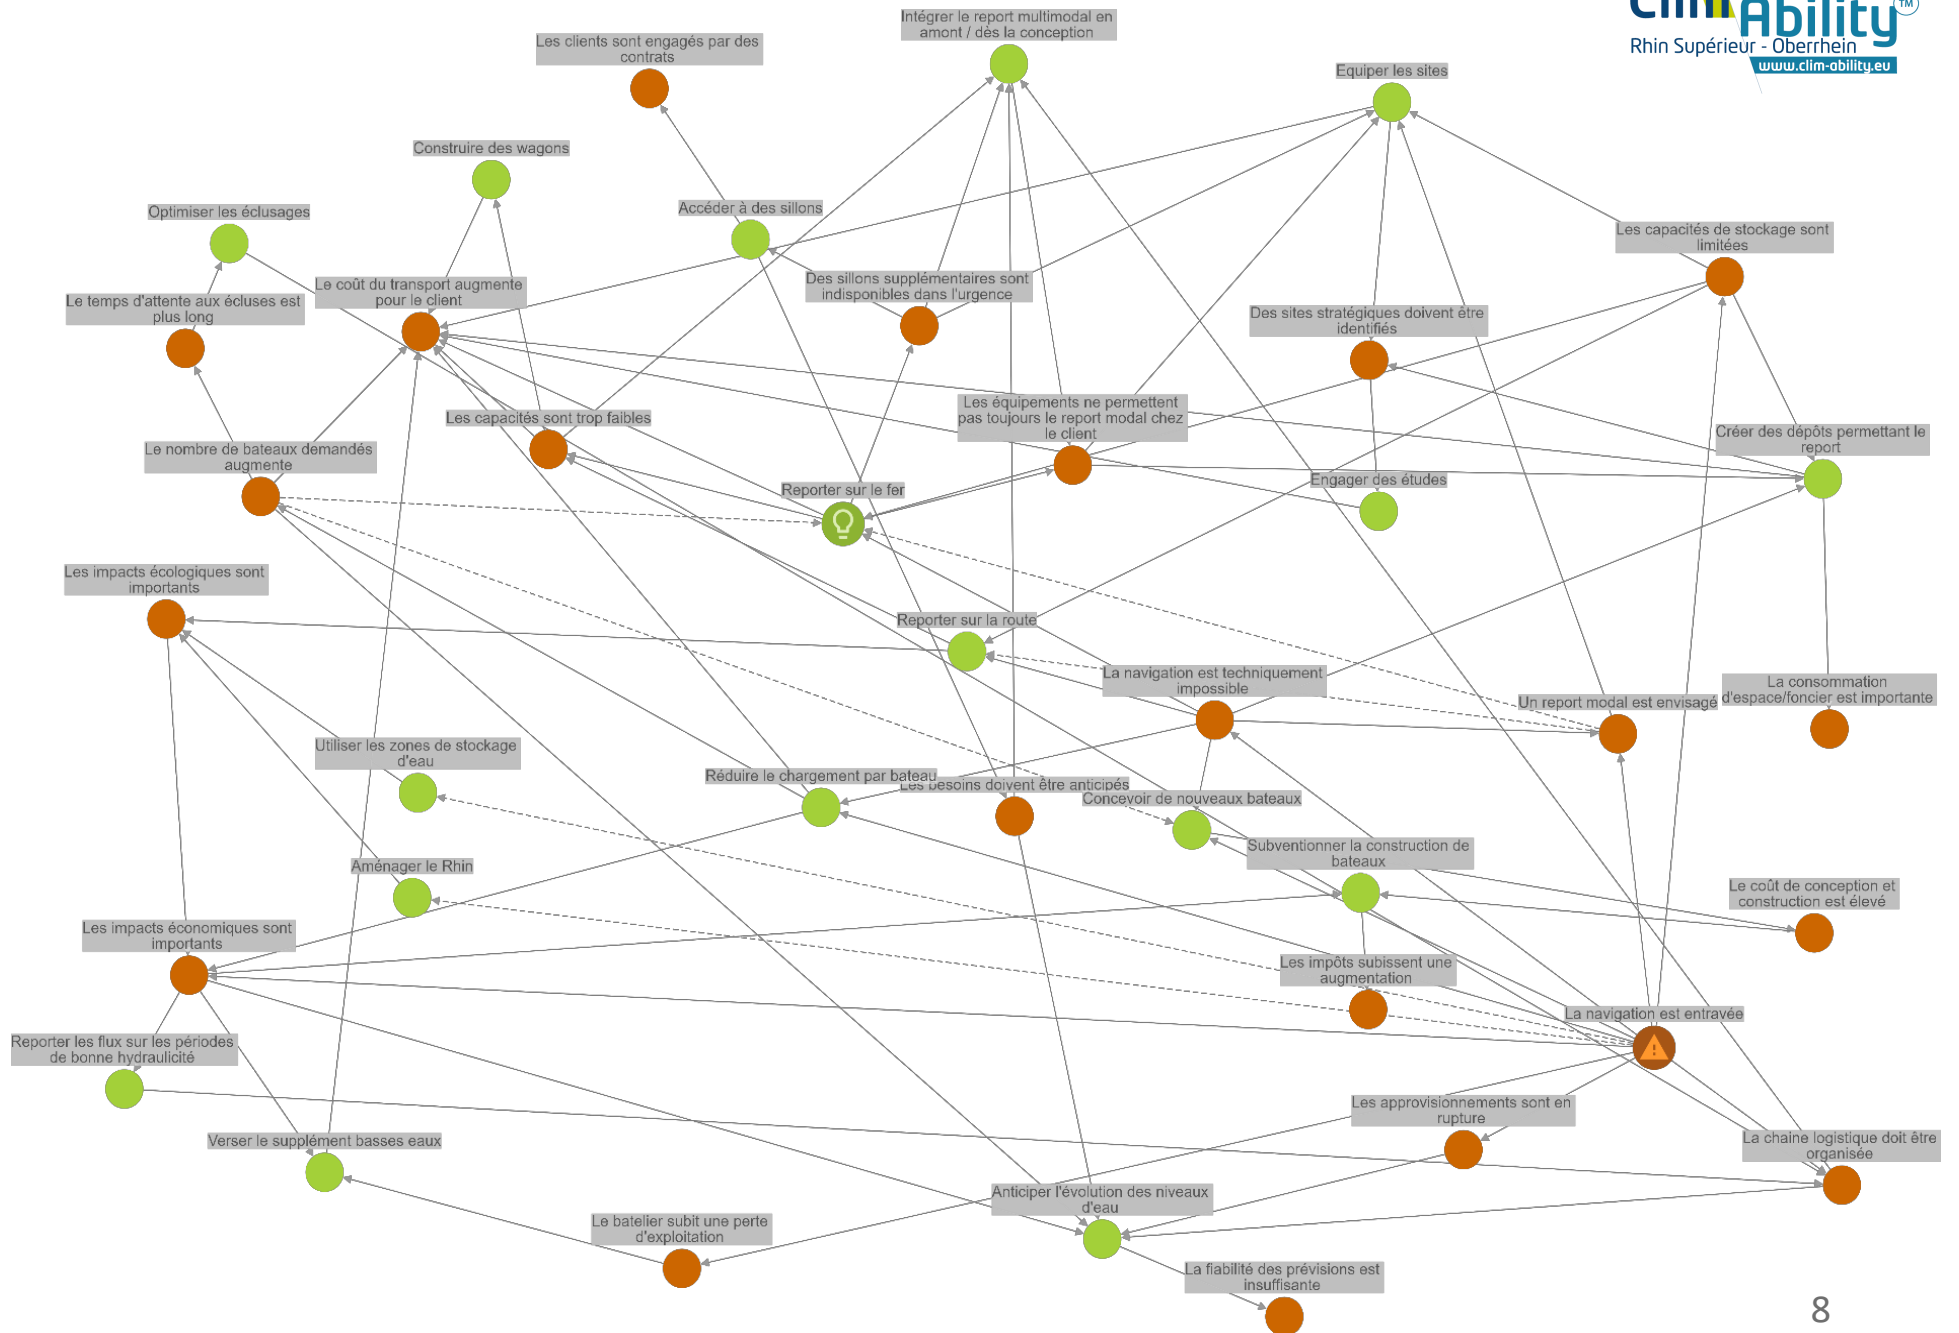 Clim Ability
TM
Rhin Supérieur - Oberrhein
www.clim-ability.eu
Intégrer le report multimodal en
amont / dès la conception
Les clients sont engagés par des
contrats
Equiper les sites
Construire des wagons
Optimiser les éclusages
Accéder à des sillons
Les capacités de stockage sont
limitées
Le coût du transport augmente
pour le client
Des sillons supplémentaires sont
indisponibles dans l'urgence
Le temps d'attente aux écluses est
plus long
Des sites stratégiques doivent être
identifiés
Les capacités sont trop faibles
Les équipements ne permettent
pas toujours le report modal chez
le client
Créer des dépôts permettant le
report
Le nombre de bateaux demandés
augmente
Reporter sur le fer
Engager des études
Les impacts écologiques sont
importants
Reporter sur la route
La navigation est techniquement
impossible
La consommation
d'espace/foncier est importante
Un report modal est envisagé
Utiliser les zones de stockage
d'eau
Réduire le chargement par bateau
Les besoins doivent être anticipés
Concevoir de nouveaux bateaux
Subventionner la construction de
bateaux
Aménager le Rhin
Le coût de conception et
construction est élevé
Les impacts économiques sont
importants
Les impôts subissent une
augmentation
La navigation est entravée
Reporter les flux sur les périodes
de bonne hydraulicité
Les approvisionnements sont en
rupture
Verser le supplément basses eaux
La chaine logistique doit être
organisée
Anticiper l'évolution des niveaux
d'eau
Le batelier subit une perte
d'exploitation
La fiabilité des prévisions est
insuffisante
8